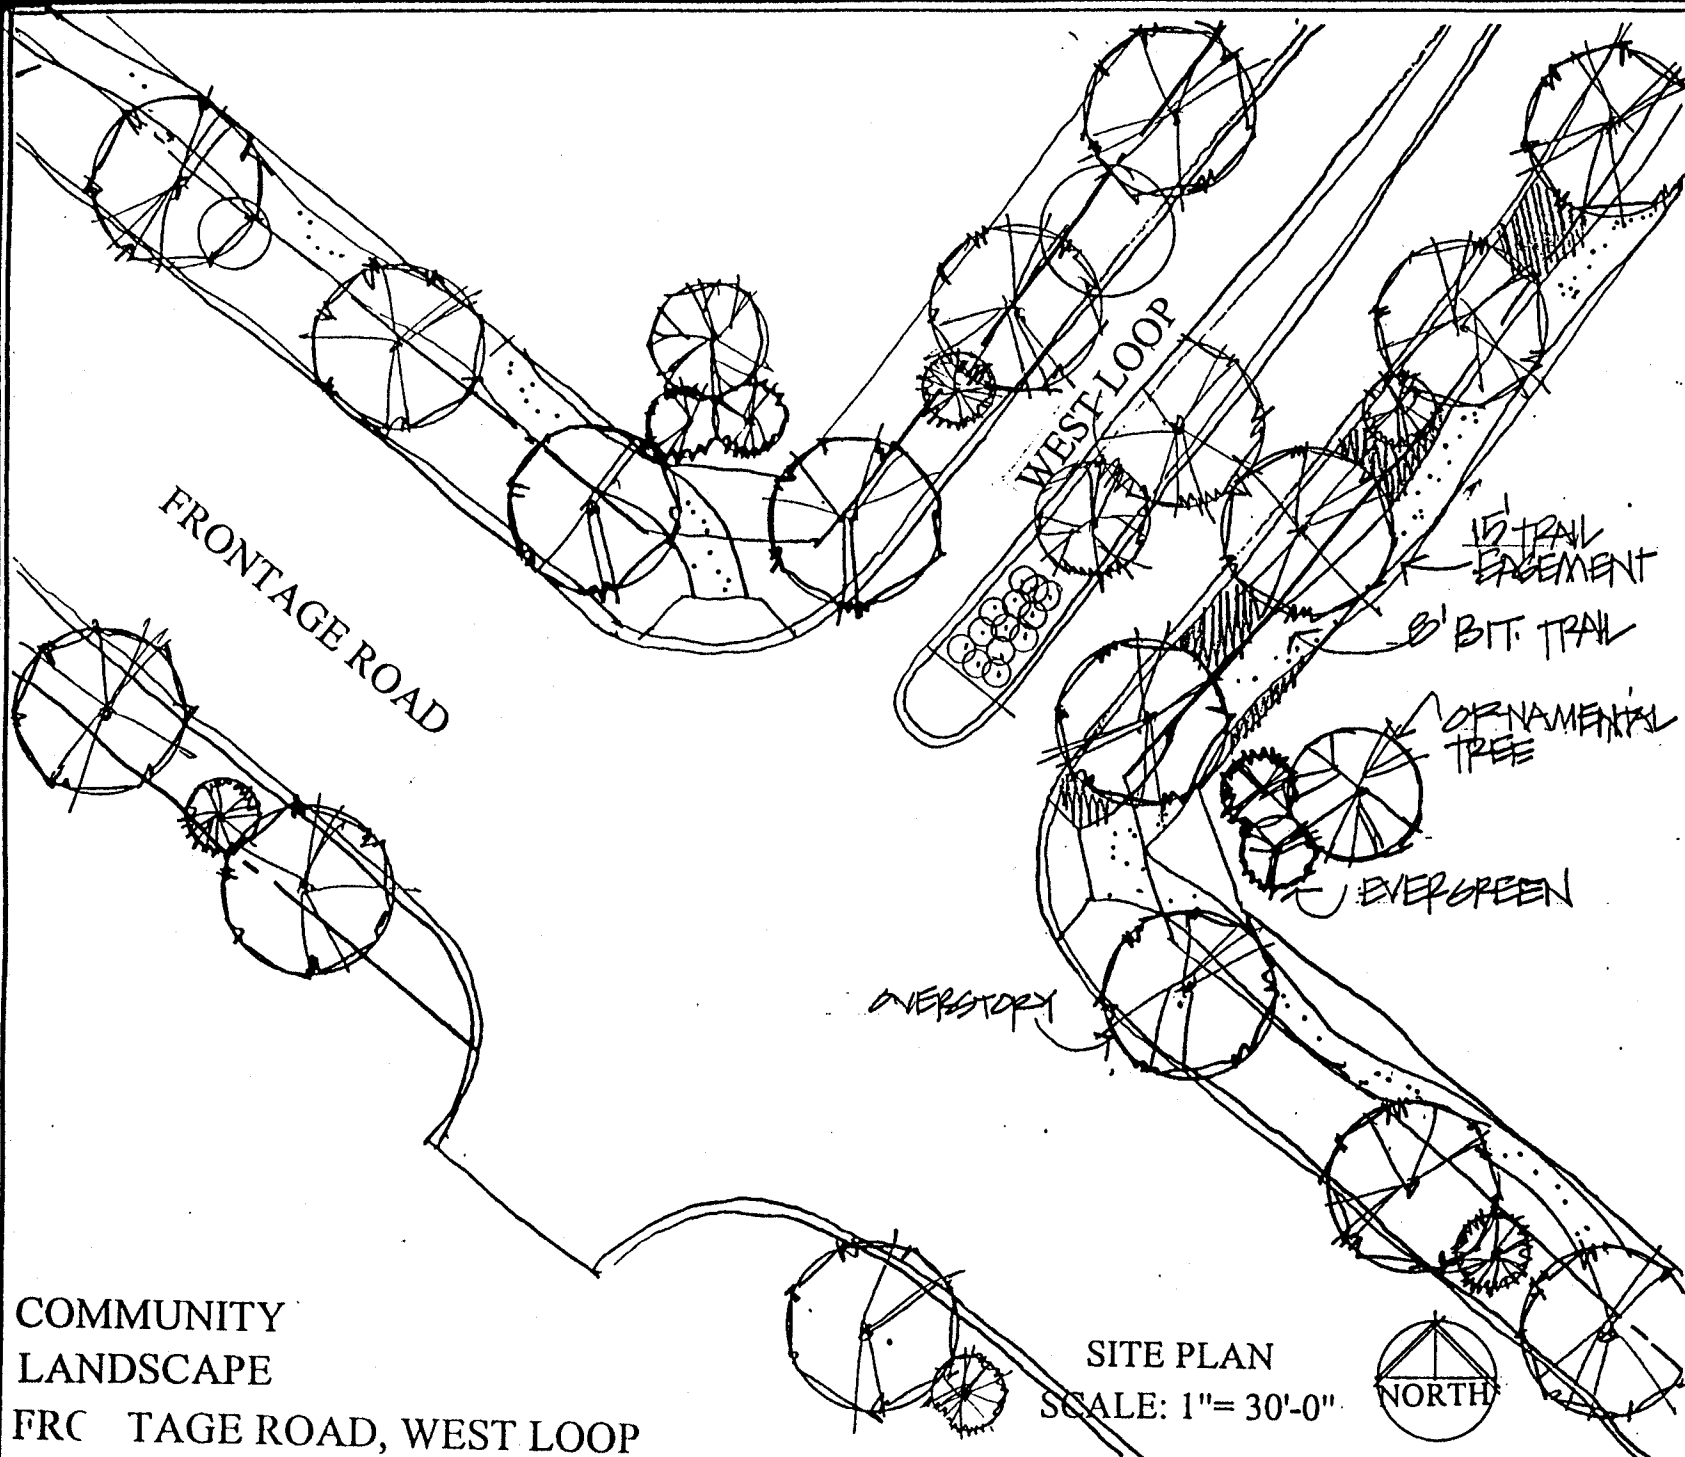 WEST LOOP
FRONTAGE ROAD
15' TRAIL
EASEMENT
8' BIT. TRAIL
ORNAMENTAL
TREE
EVERGREEN
OVERSTORY
COMMUNITY
LANDSCAPE
FRC TAGE ROAD, WEST LOOP
SITE PLAN
SCALE: 1"= 30'-0"
NORTH